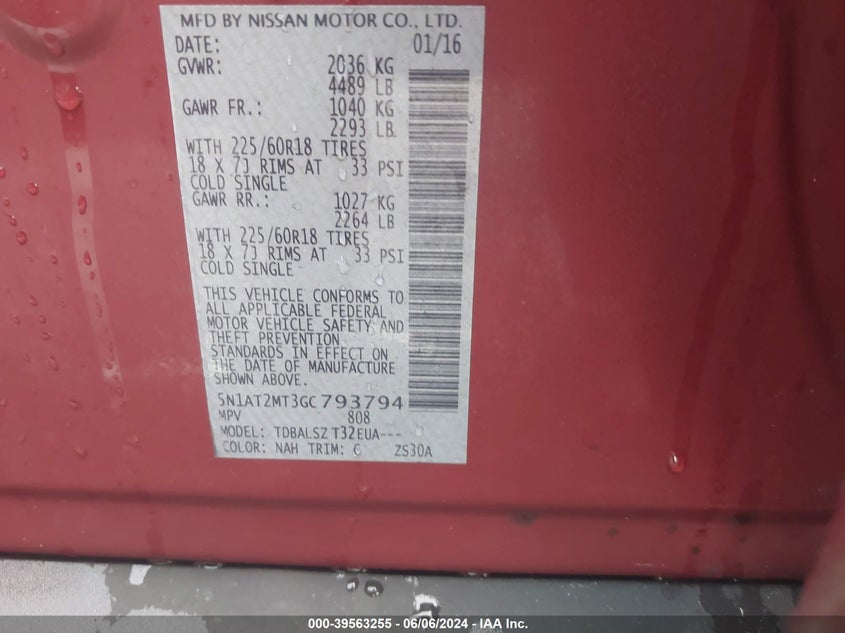 MFD BY NISSAN MOTOR CO., LTD.
DATE: 01/16
GVWR: 2036 KG
4489 LB
GAWR FR.: 1040 KG
2293 LB
WITH 225/60R18 TIRES
18 X 7J RIMS AT 33 PSI
COLD SINGLE
GAWR RR.: 1027 KG
2264 LB
WITH 225/60R18 TIRES
18 X 7J RIMS AT 33 PSI
COLD SINGLE
THIS VEHICLE CONFORMS TO
ALL APPLICABLE FEDERAL
MOTOR VEHICLE SAFETY AND
THEFT PREVENTION
STANDARDS IN EFFECT ON
THE DATE OF MANUFACTURE
SHOWN ABOVE.
5N1AT2MT3GC793794
MPV 808
MODEL: TDBALSZ T32EUA---
COLOR: NAH TRIM: G ZS30A
000-39563255 - 06/06/2024 - IAA Inc.